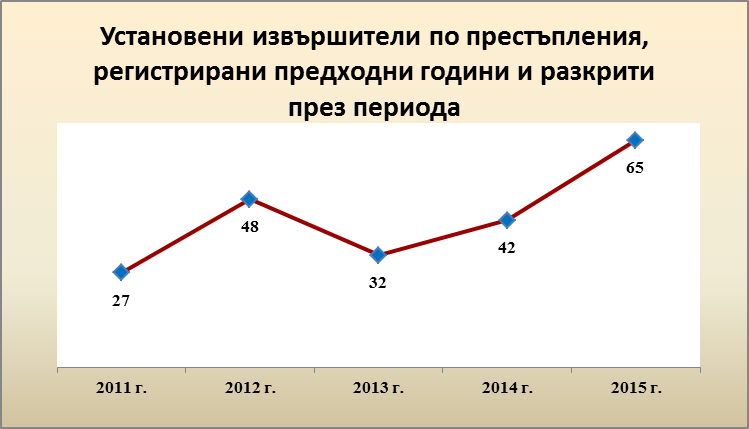 Установени извършители по престъпления,
регистрирани предходни години и разкрити
през периода
65
48
42
32
27
2011 г. 2012 г. 2013 г. 2014 г. 2015 г.